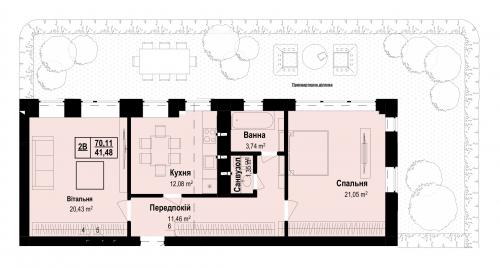 Приквартирна ділянка
2В
70.11
41.48
Вітальня
20,43 m²
Кухня
12,08 m²
Ванна
3,74 m²
Санвузол
1,35 m²
Спальня
21,05 m²
Передпокій
11,46 m²
4
5
6